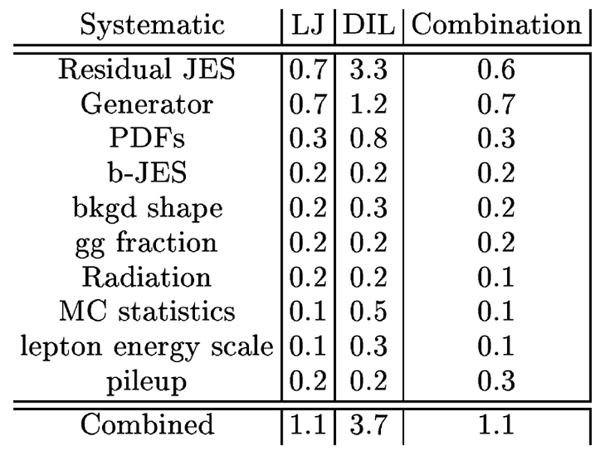 Systematic LJ DIL Combination
Residual JES 0.7 3.3 0.6
Generator 0.7 1.2 0.7
PDFs 0.3 0.8 0.3
b-JES 0.2 0.2 0.2
bkgd shape 0.2 0.3 0.2
gg fraction 0.2 0.2 0.2
Radiation 0.2 0.2 0.1
MC statistics 0.1 0.5 0.1
lepton energy scale 0.1 0.3 0.1
pileup 0.2 0.2 0.3
Combined 1.1 3.7 1.1